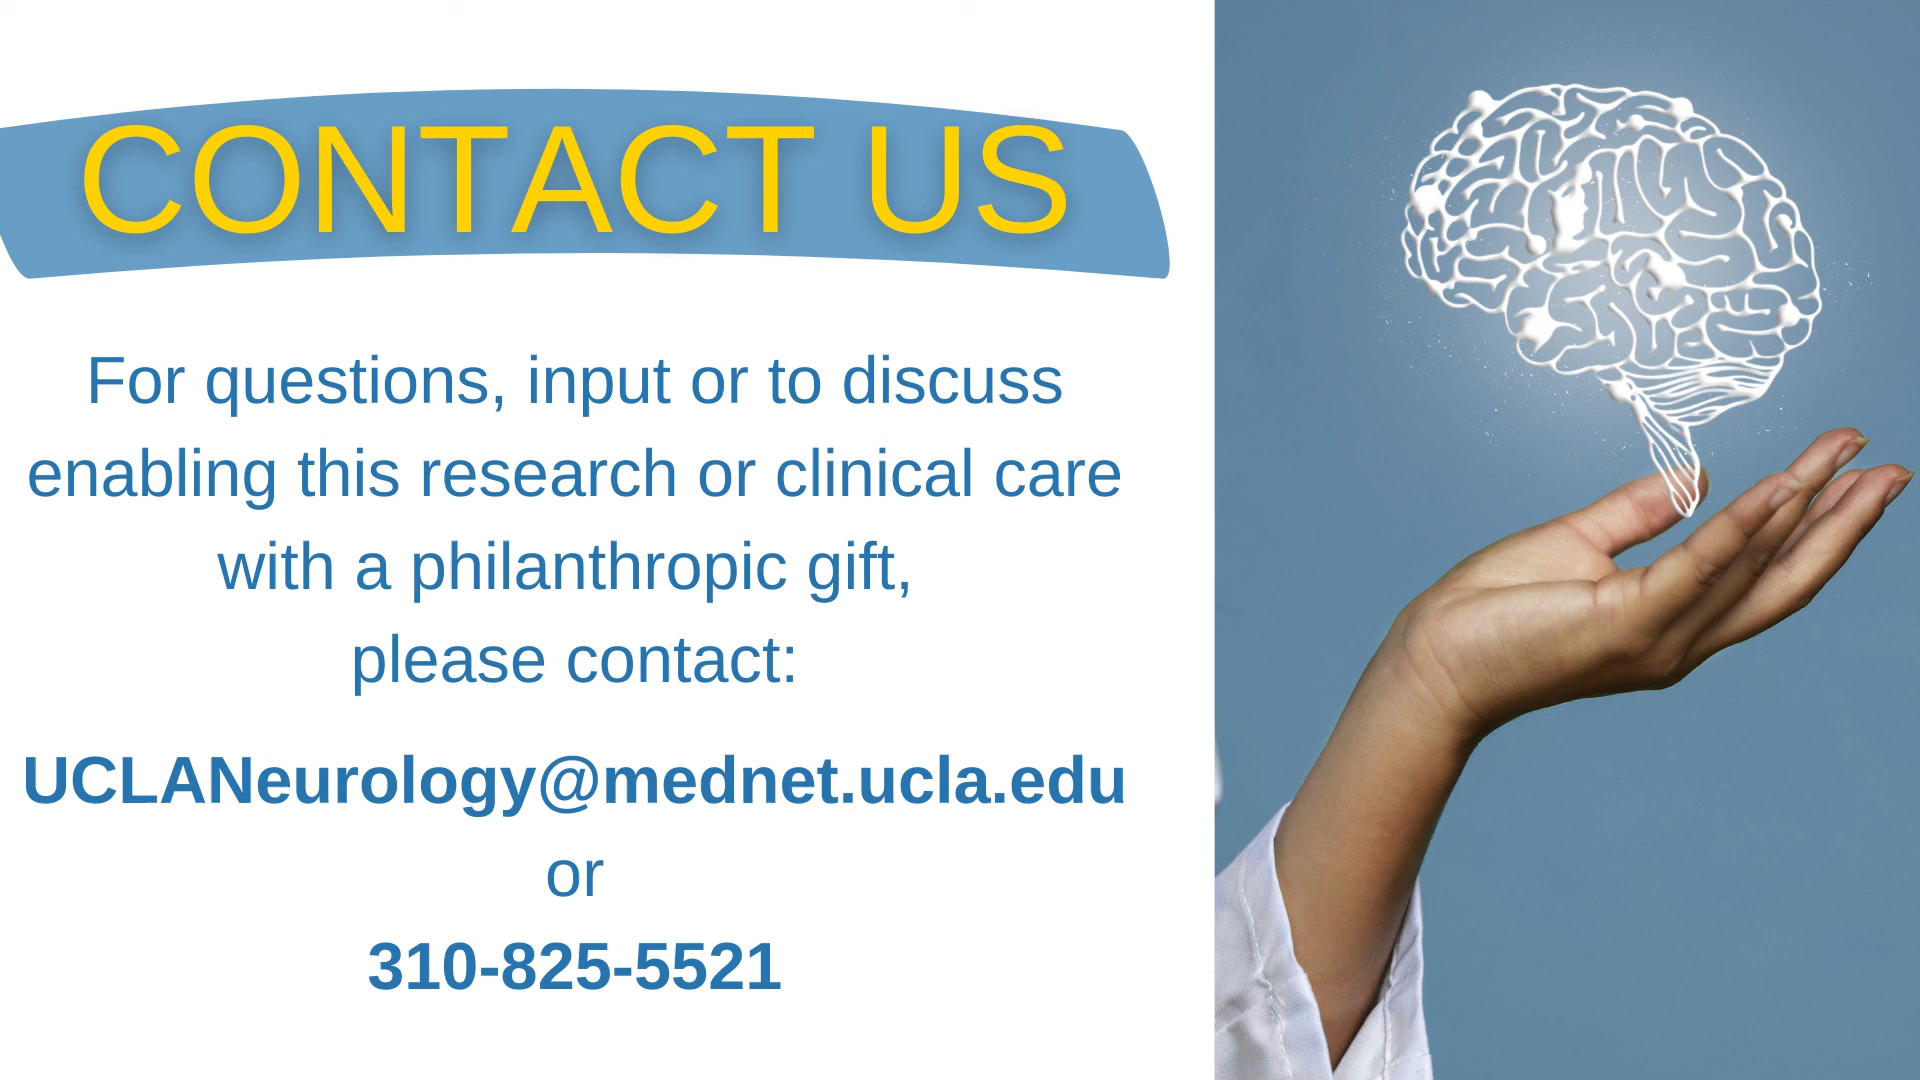 CONTACT US
For questions, input or to discuss
enabling this research or clinical care
with a philanthropic gift,
please contact:
UCLANeurology@mednet.ucla.edu
or
310-825-5521